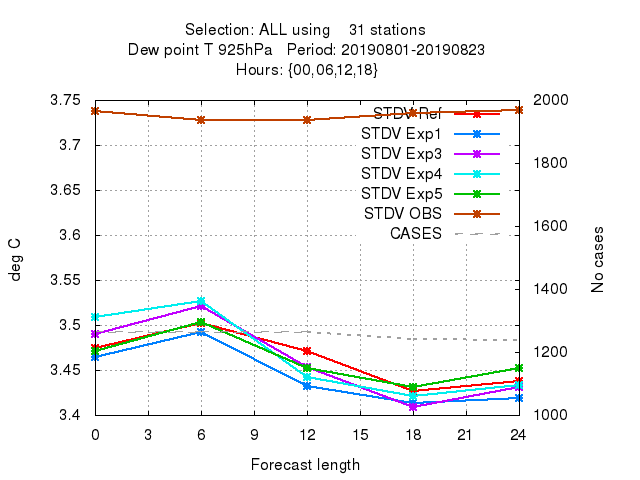 Selection: ALL using 31 stations
Dew point T 925hPa Period: 20190801-20190823
Hours: {00,06,12,18}
3.75
3.7
3.65
3.6
3.55
3.5
3.45
3.4
deg C
STDV Ref
STDV Exp1
STDV Exp3
STDV Exp4
STDV Exp5
STDV OBS
CASES
2000
1800
1600
1400
1200
1000
No cases
0 3 6 9 12 15 18 21 24
Forecast length